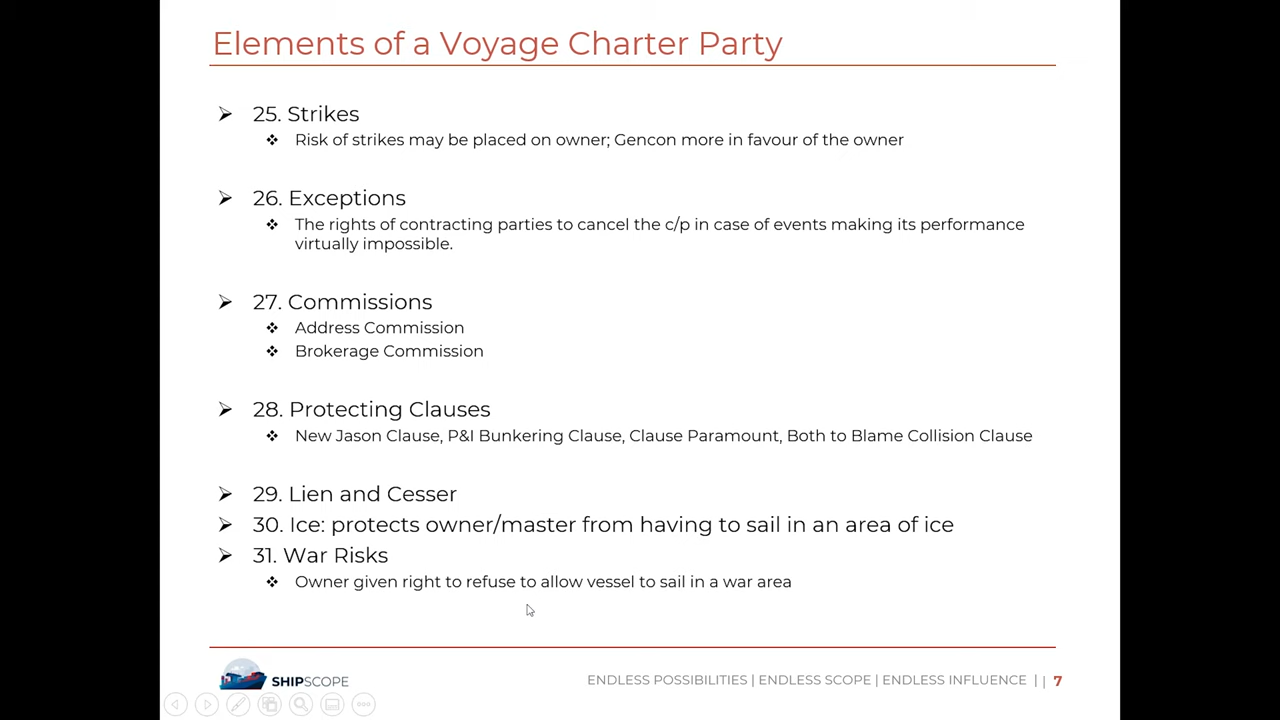 Elements of a Voyage Charter Party
25. Strikes
Risk of strikes may be placed on owner; Gencon more in favour of the owner
26. Exceptions
The rights of contracting parties to cancel the c/p in case of events making its performance
virtually impossible.
27. Commissions
Address Commission
Brokerage Commission
28. Protecting Clauses
New Jason Clause, P&I Bunkering Clause, Clause Paramount, Both to Blame Collision Clause
29. Lien and Cesser
30. Ice: protects owner/master from having to sail in an area of ice
31. War Risks
Owner given right to refuse to allow vessel to sail in a war area
SHIPSCOPE
ENDLESS POSSIBILITIES | ENDLESS SCOPE | ENDLESS INFLUENCE | | 7